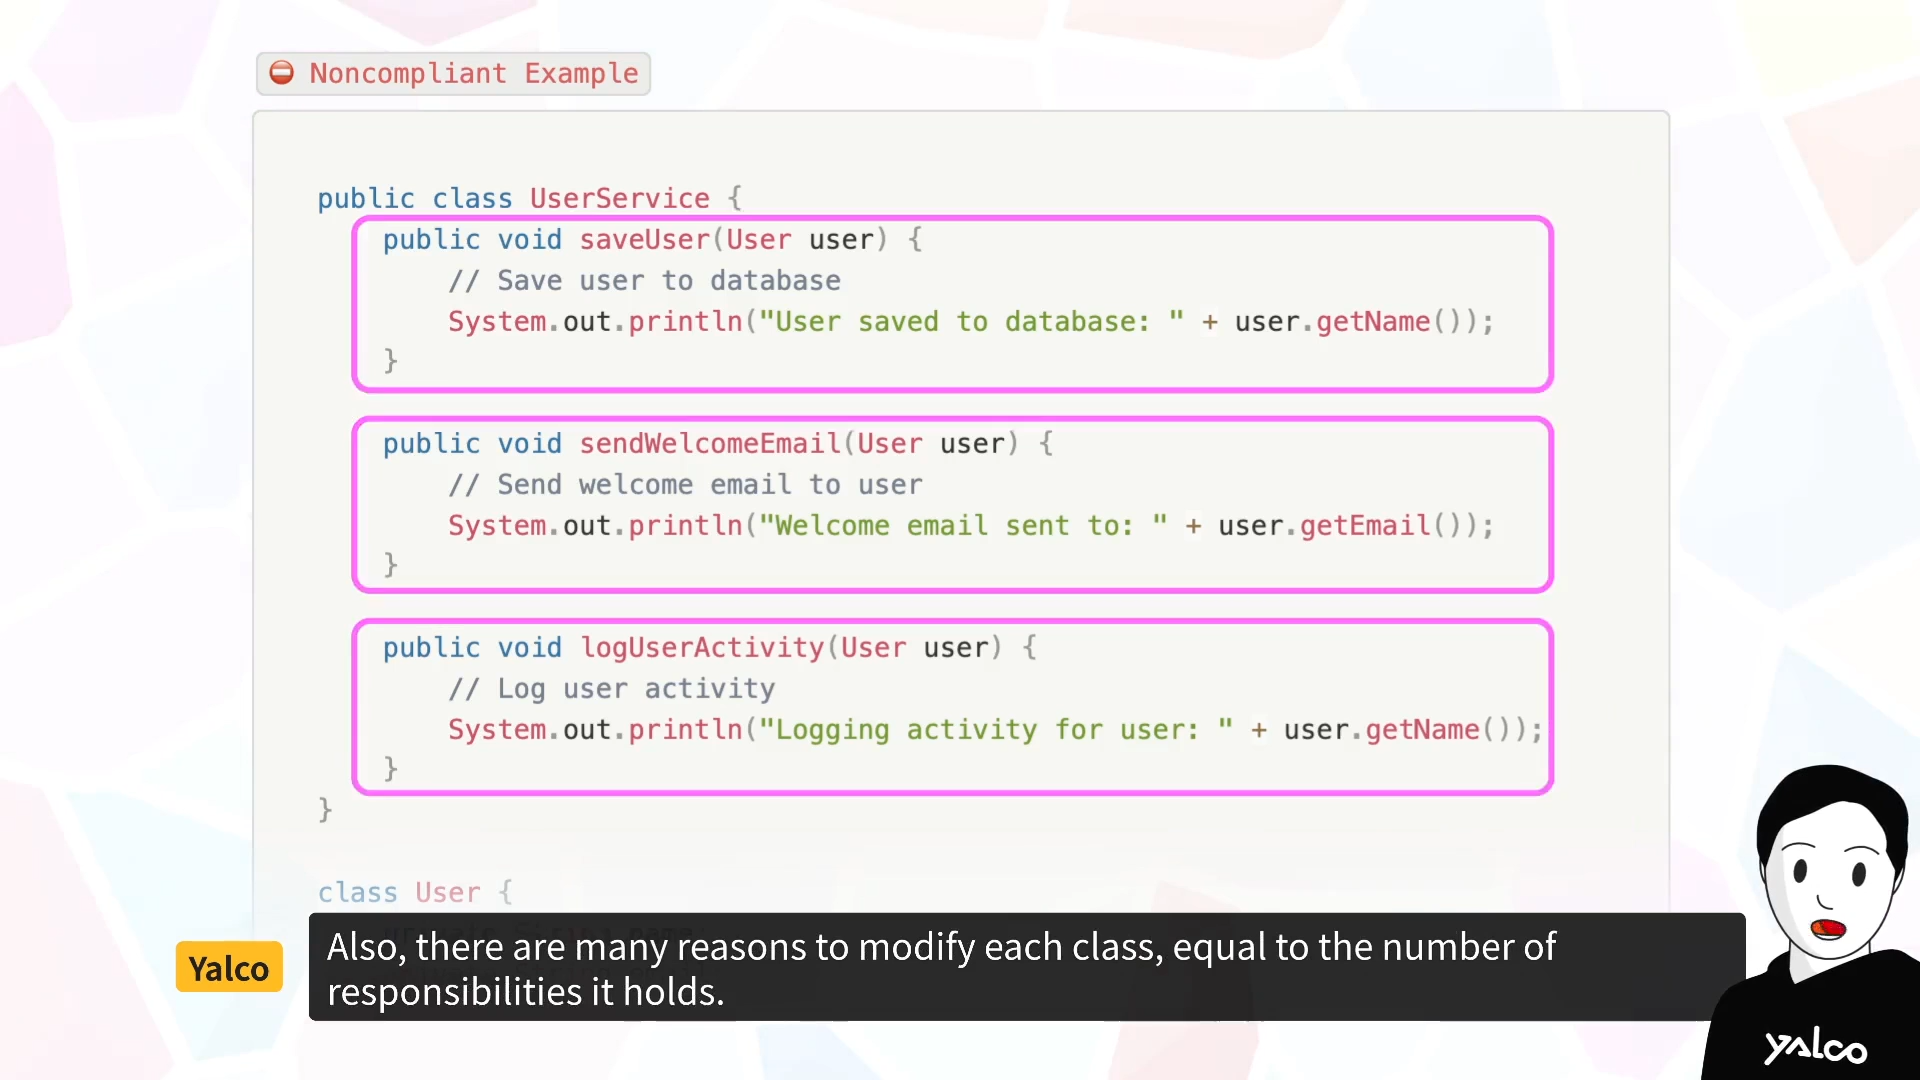 ⛔ Noncompliant Example
public class UserService {
public void saveUser(User user) {
// Save user to database
System.out.println("User saved to database: " + user.getName());
}
public void sendWelcomeEmail(User user) {
// Send welcome email to user
System.out.println("Welcome email sent to: " + user.getEmail());
}
public void logUserActivity(User user) {
// Log user activity
System.out.println("Logging activity for user: " + user.getName());
}
}
class User {
Yalco
Also, there are many reasons to modify each class, equal to the number of
responsibilities it holds.
yalco